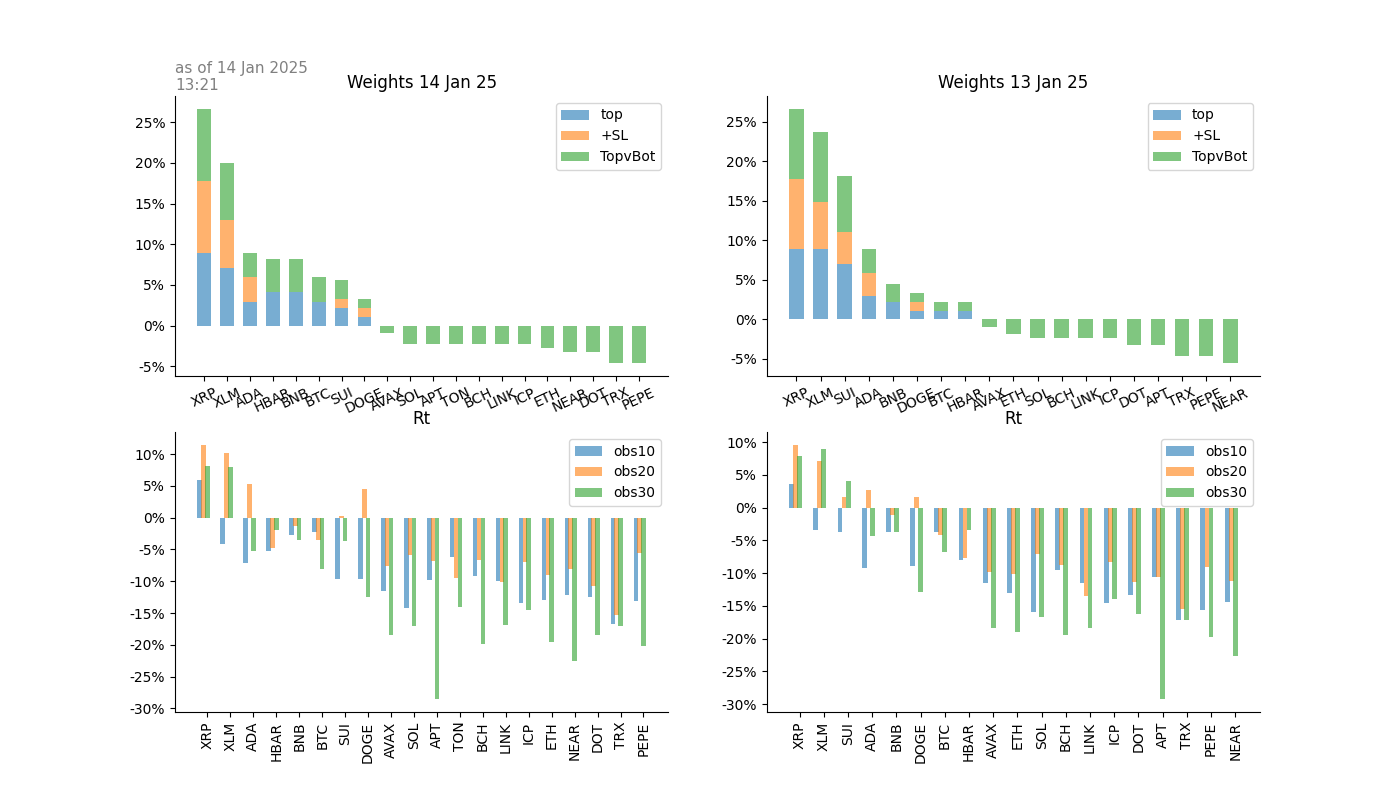 as of 14 Jan 2025
13:21
Weights 14 Jan 25
25%
20%
15%
10%
5%
0%
-5%
top
+SL
TopvBot
XRP XLM ADA HBAR BNB BTC SUI DOGE AVAX SOL APT TON BCH LINK ICP ETH NEAR DOT TRX PEPE
Weights 13 Jan 25
25%
20%
15%
10%
5%
0%
-5%
top
+SL
TopvBot
XRP XLM SUI ADA BNB DOGE BTC HBAR AVAX ETH SOL BCH LINK ICP DOT APT TRX PEPE NEAR
Rt
10%
5%
0%
-5%
-10%
-15%
-20%
-25%
-30%
obs10
obs20
obs30
XRP XLM ADA HBAR BNB BTC SUI DOGE AVAX SOL APT TON BCH LINK ICP ETH NEAR DOT TRX PEPE
Rt
10%
5%
0%
-5%
-10%
-15%
-20%
-25%
-30%
obs10
obs20
obs30
XRP XLM SUI ADA BNB DOGE BTC HBAR AVAX ETH SOL BCH LINK ICP DOT APT TRX PEPE NEAR